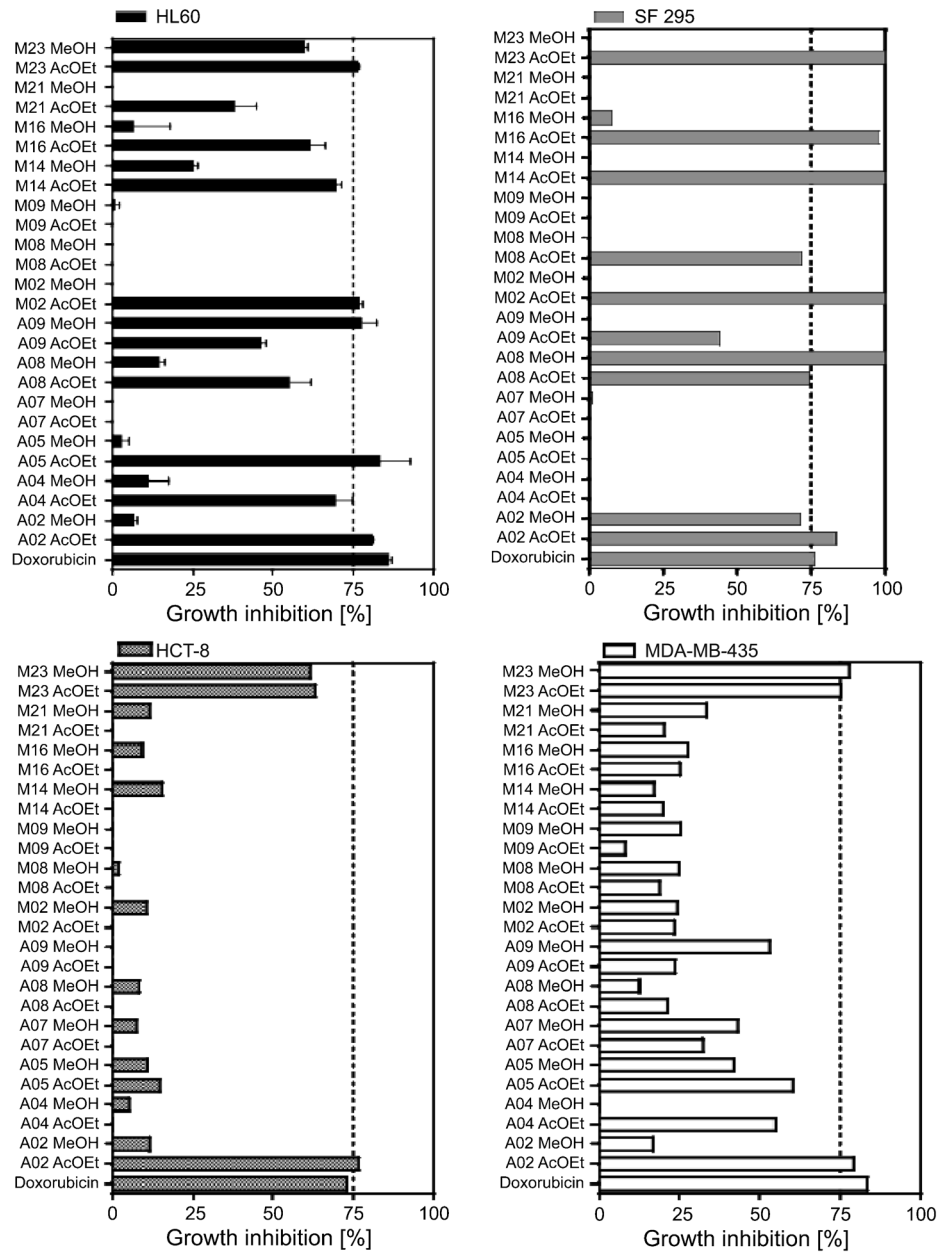 HL60
M23 MeOH
M23 AcOEt
M21 MeOH
M21 AcOEt
M16 MeOH
M16 AcOEt
M14 MeOH
M14 AcOEt
M09 MeOH
M09 AcOEt
M08 MeOH
M08 AcOEt
M02 MeOH
M02 AcOEt
A09 MeOH
A09 AcOEt
A08 MeOH
A08 AcOEt
A07 MeOH
A07 AcOEt
A05 MeOH
A05 AcOEt
A04 MeOH
A04 AcOEt
A02 MeOH
A02 AcOEt
Doxorubicin
0 25 50 75 100
Growth inhibition [%]
SF 295
M23 MeOH
M23 AcOEt
M21 MeOH
M21 AcOEt
M16 MeOH
M16 AcOEt
M14 MeOH
M14 AcOEt
M09 MeOH
M09 AcOEt
M08 MeOH
M08 AcOEt
M02 MeOH
M02 AcOEt
A09 MeOH
A09 AcOEt
A08 MeOH
A08 AcOEt
A07 MeOH
A07 AcOEt
A05 MeOH
A05 AcOEt
A04 MeOH
A04 AcOEt
A02 MeOH
A02 AcOEt
Doxorubicin
0 25 50 75 100
Growth inhibition [%]
HCT-8
M23 MeOH
M23 AcOEt
M21 MeOH
M21 AcOEt
M16 MeOH
M16 AcOEt
M14 MeOH
M14 AcOEt
M09 MeOH
M09 AcOEt
M08 MeOH
M08 AcOEt
M02 MeOH
M02 AcOEt
A09 MeOH
A09 AcOEt
A08 MeOH
A08 AcOEt
A07 MeOH
A07 AcOEt
A05 MeOH
A05 AcOEt
A04 MeOH
A04 AcOEt
A02 MeOH
A02 AcOEt
Doxorubicin
0 25 50 75 100
Growth inhibition [%]
MDA-MB-435
M23 MeOH
M23 AcOEt
M21 MeOH
M21 AcOEt
M16 MeOH
M16 AcOEt
M14 MeOH
M14 AcOEt
M09 MeOH
M09 AcOEt
M08 MeOH
M08 AcOEt
M02 MeOH
M02 AcOEt
A09 MeOH
A09 AcOEt
A08 MeOH
A08 AcOEt
A07 MeOH
A07 AcOEt
A05 MeOH
A05 AcOEt
A04 MeOH
A04 AcOEt
A02 MeOH
A02 AcOEt
Doxorubicin
0 25 50 75 100
Growth inhibition [%]